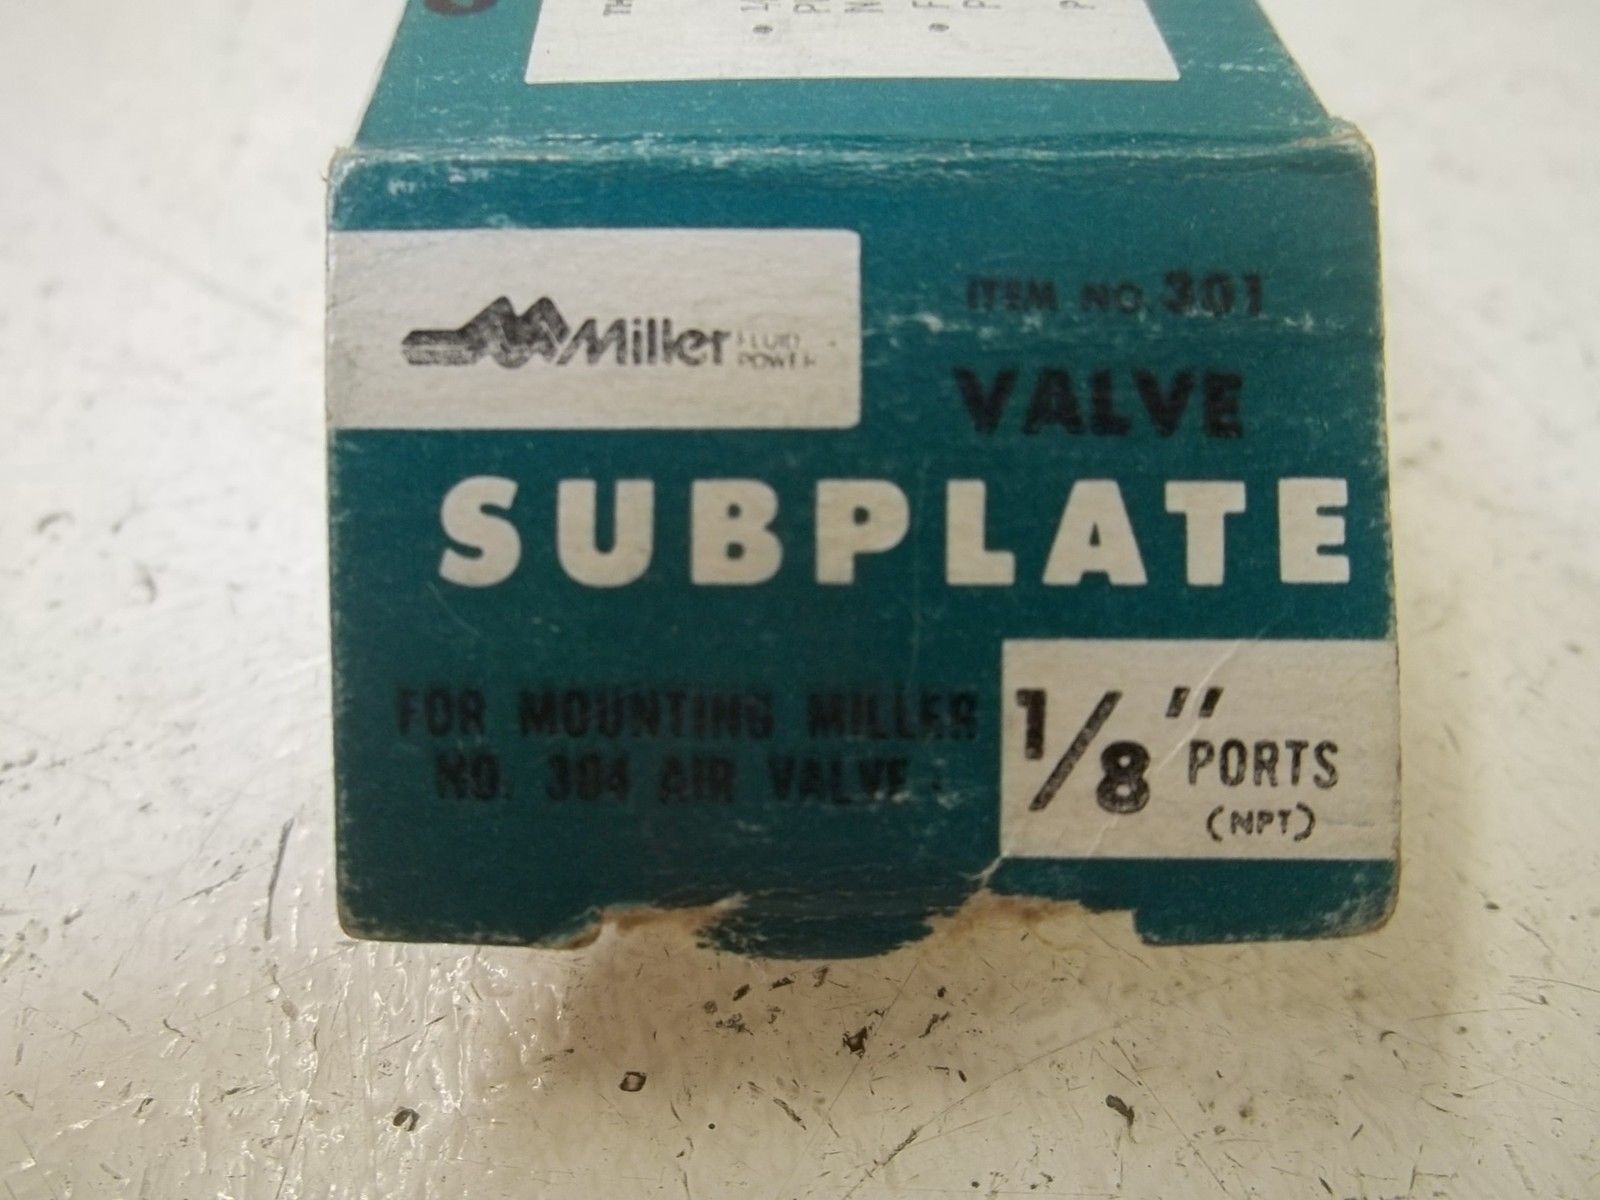 Miller FLUID
POWER
ITEM NO. 301
VALVE
SUBPLATE
FOR MOUNTING MILLER
NO. 304 AIR VALVE
1/8" PORTS
(NPT)